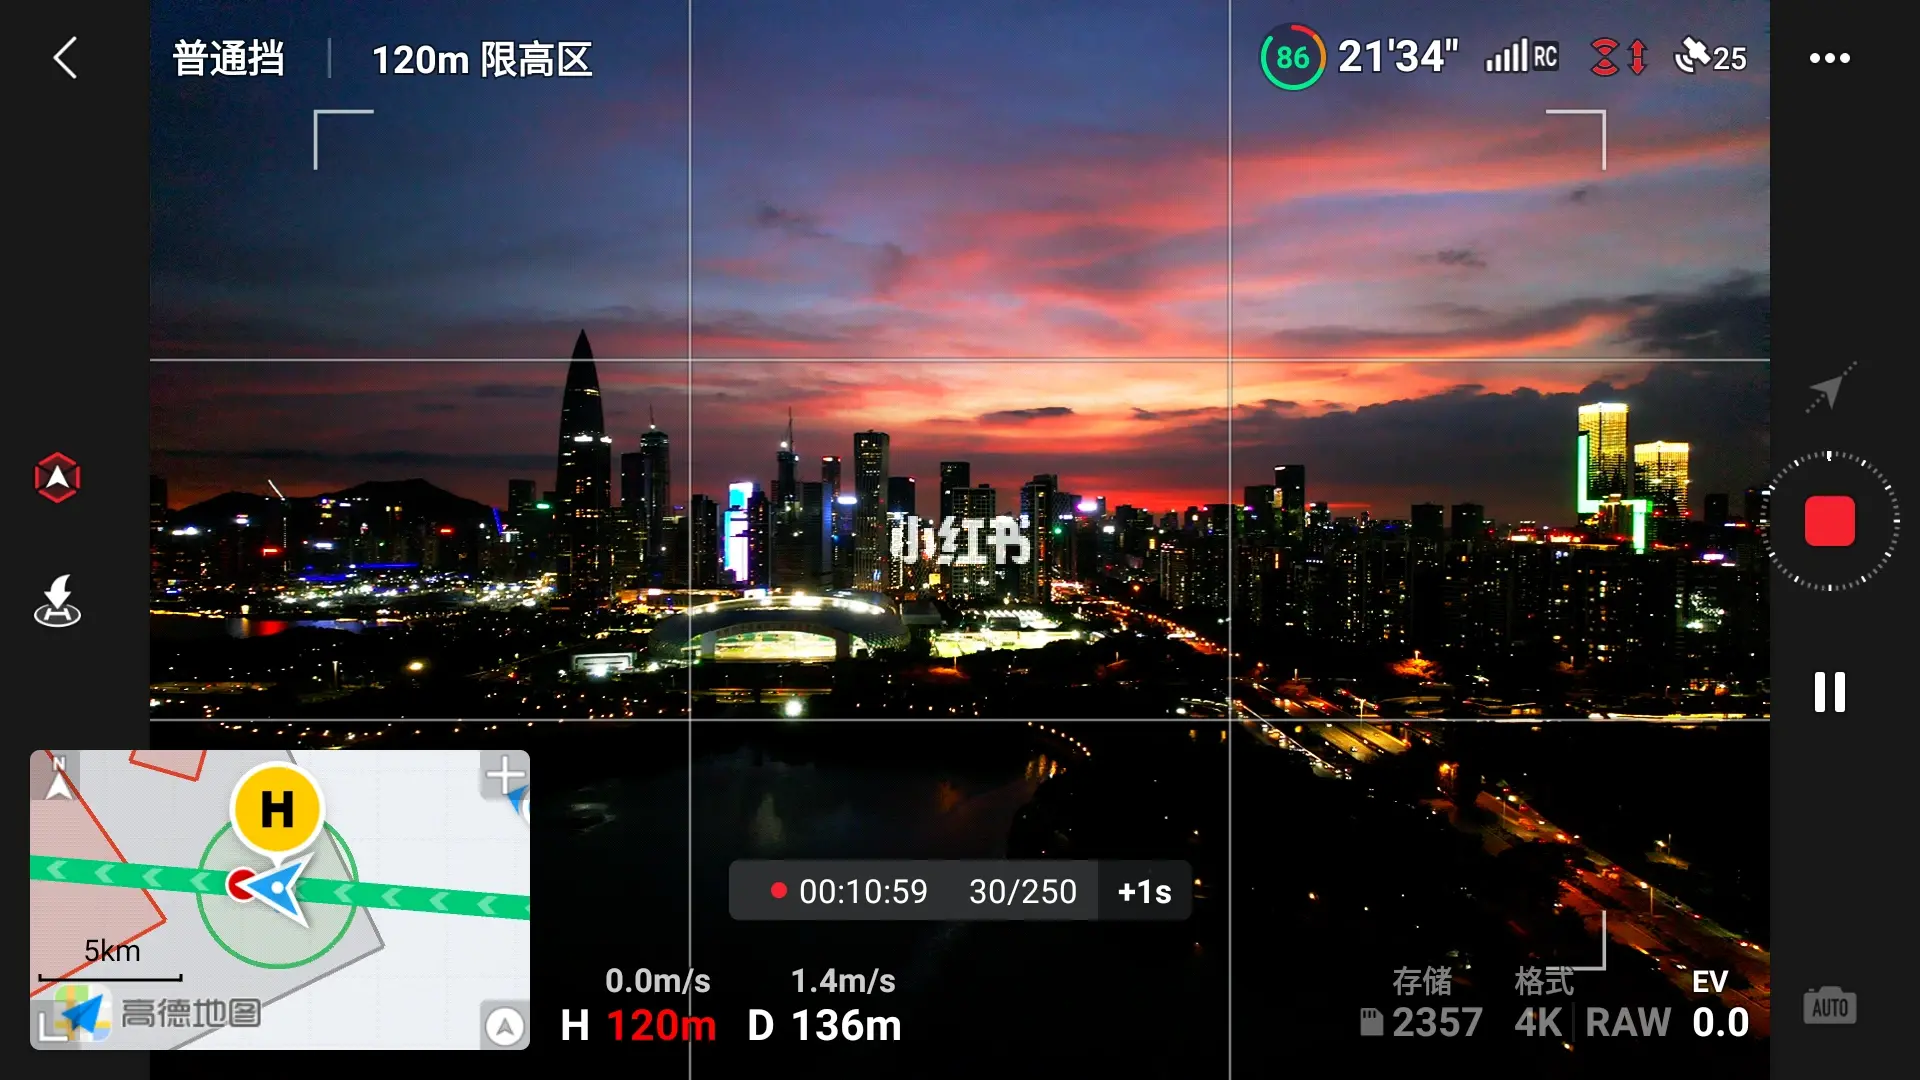 普通挡
120m 限高区
86
21'34"
RC
25
小红书
N
H
5km
高德地图
00:10:59
30/250
+1s
0.0m/s
1.4m/s
H 120m
D 136m
存储
2357
格式
4K RAW
EV
0.0
AUTO